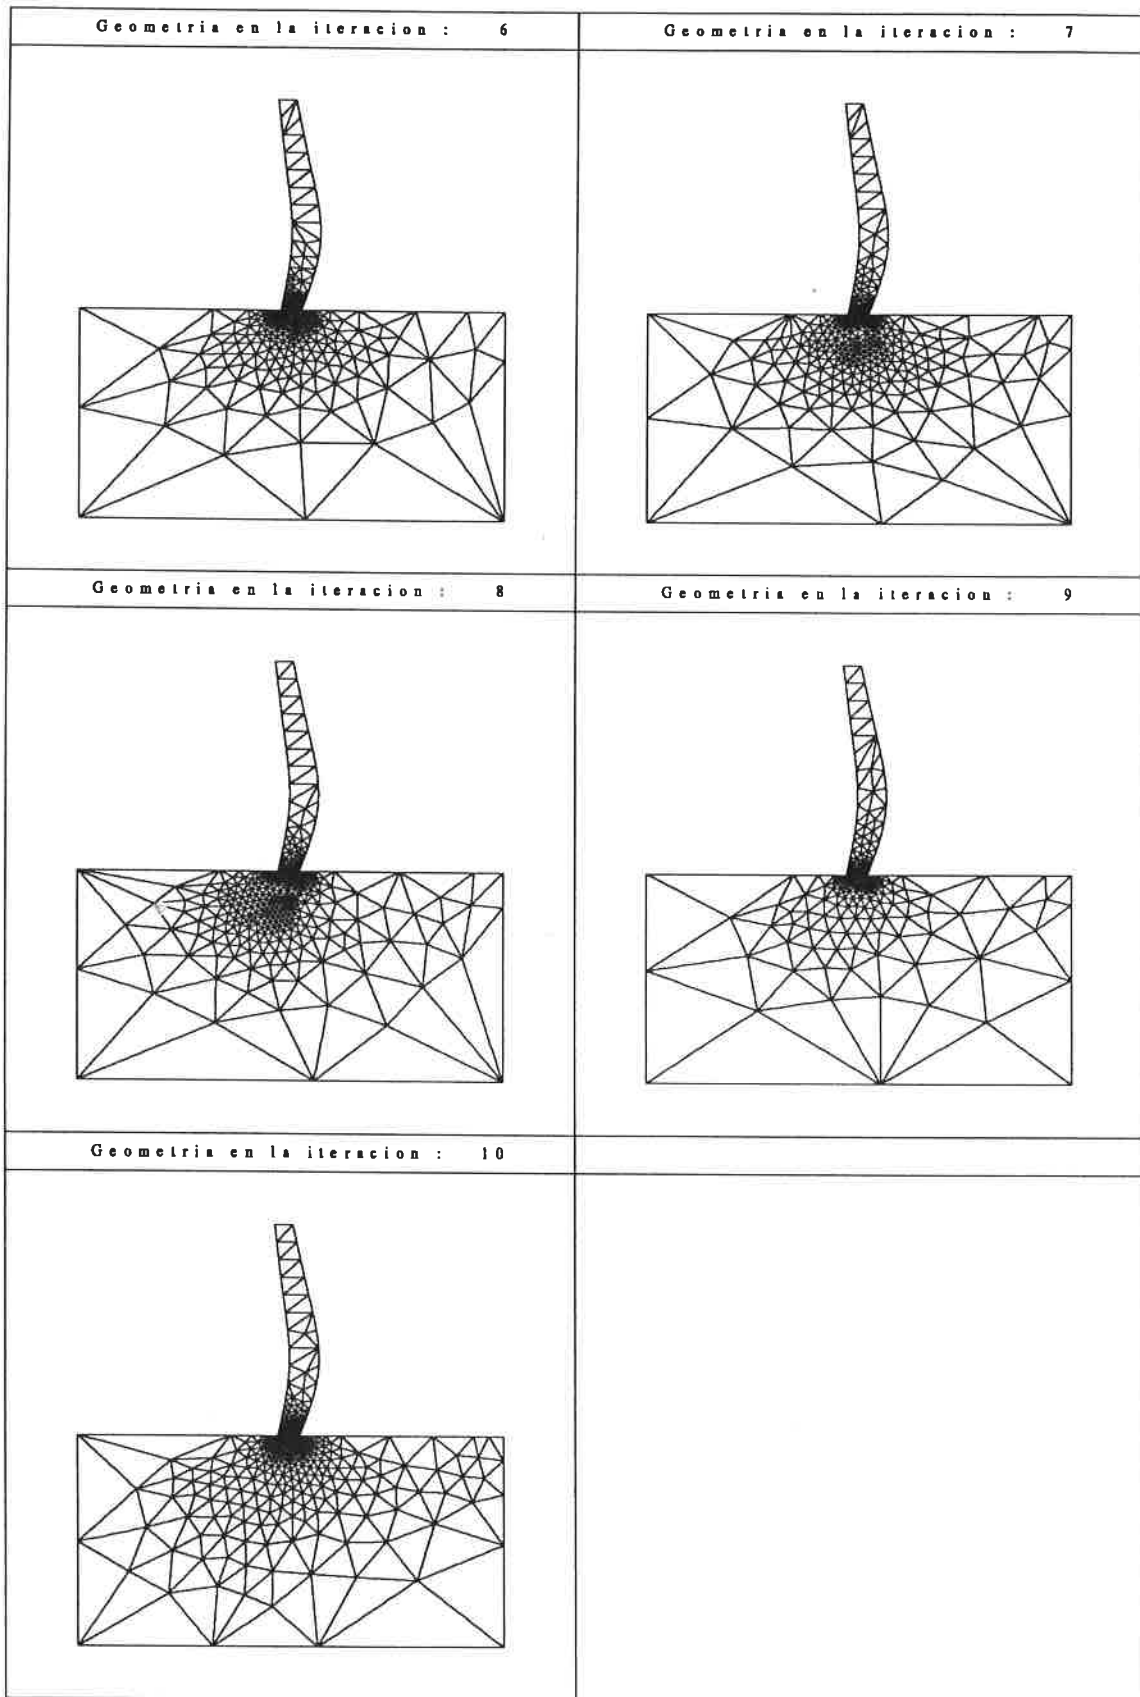 Geometria en la iteracion : 6
Geometria en la iteracion : 7
Geometria en la iteracion : 8
Geometria en la iteracion : 9
Geometria en la iteracion : 10